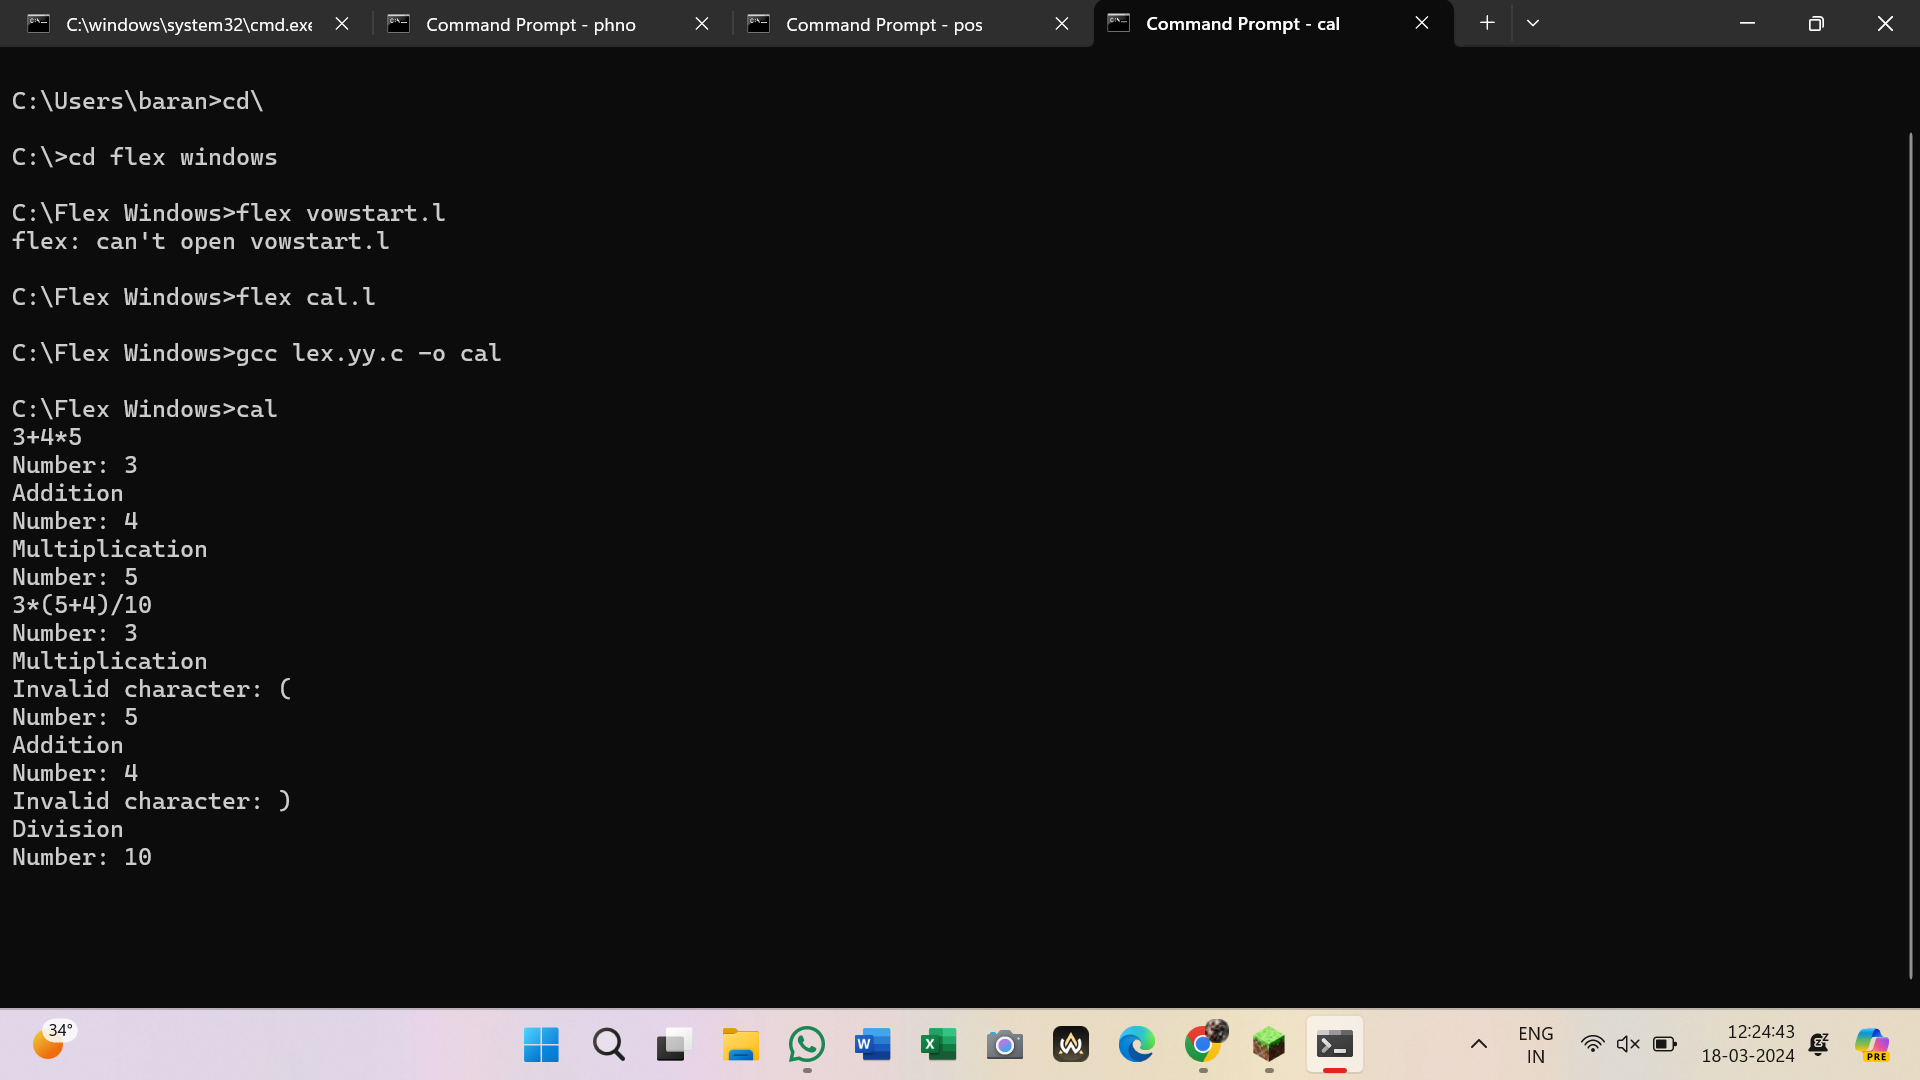 C:\windows\system32\cmd.exe
Command Prompt - phno
Command Prompt - pos
Command Prompt - cal
C:\Users\baran>cd\
C:\>cd flex windows
C:\Flex Windows>flex vowstart.l
flex: can't open vowstart.l
C:\Flex Windows>flex cal.l
C:\Flex Windows>gcc lex.yy.c -o cal
C:\Flex Windows>cal
3+4*5
Number: 3
Addition
Number: 4
Multiplication
Number: 5
3*(5+4)/10
Number: 3
Multiplication
Invalid character: (
Number: 5
Addition
Number: 4
Invalid character: )
Division
Number: 10
34°
W
X
ENG
IN
12:24:43
18-03-2024
PRE